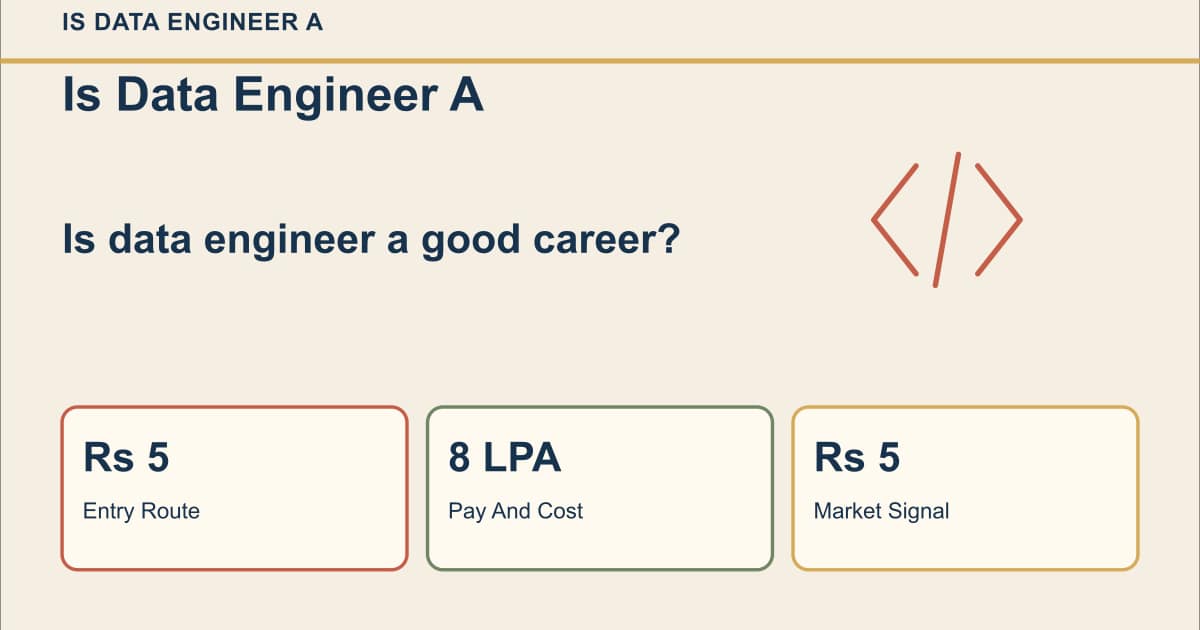 IS DATA ENGINEER A
Is Data Engineer A
Is data engineer a good career?
Rs 5
Entry Route
8 LPA
Pay And Cost
Rs 5
Market Signal